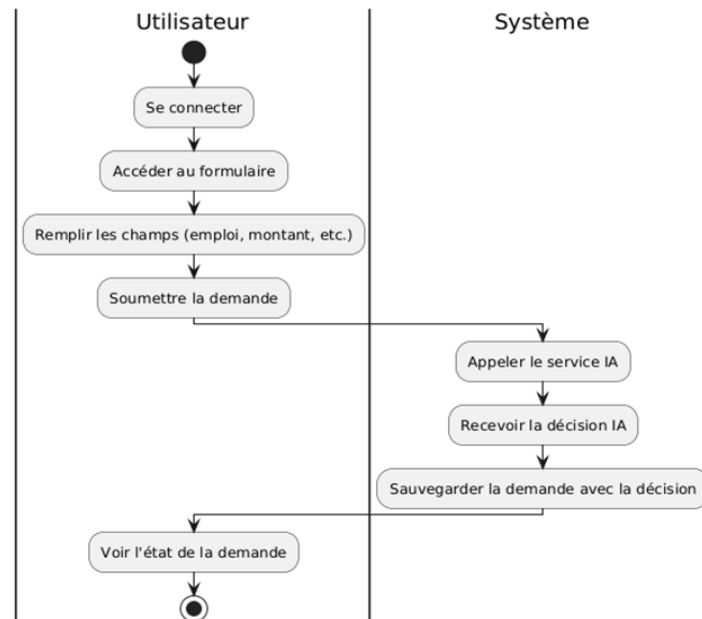 Utilisateur
Système
Se connecter
Accéder au formulaire
Remplir les champs (emploi, montant, etc.)
Soumettre la demande
Appeler le service IA
Recevoir la décision IA
Sauvegarder la demande avec la décision
Voir l'état de la demande